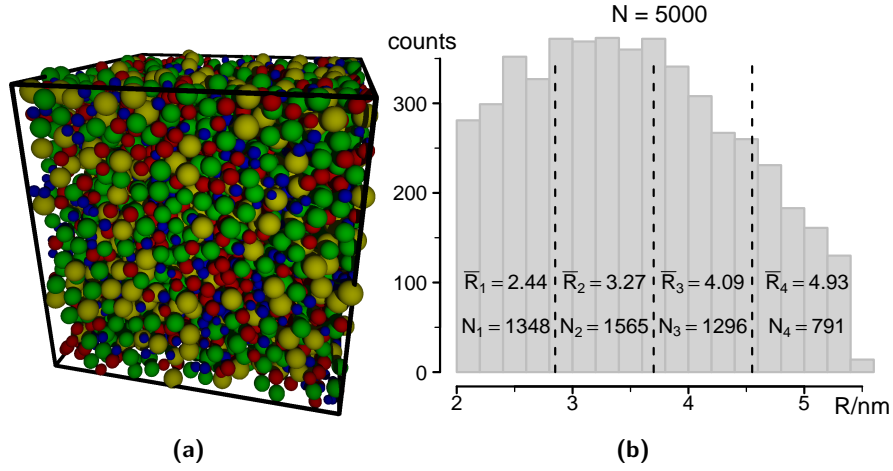 N = 5000
counts
300
200
100
0
R̅₁ = 2.44 R̅₂ = 3.27 R̅₃ = 4.09 R̅₄ = 4.93
N₁ = 1348 N₂ = 1565 N₃ = 1296 N₄ = 791
2 3 4 5 R/nm
(a) (b)